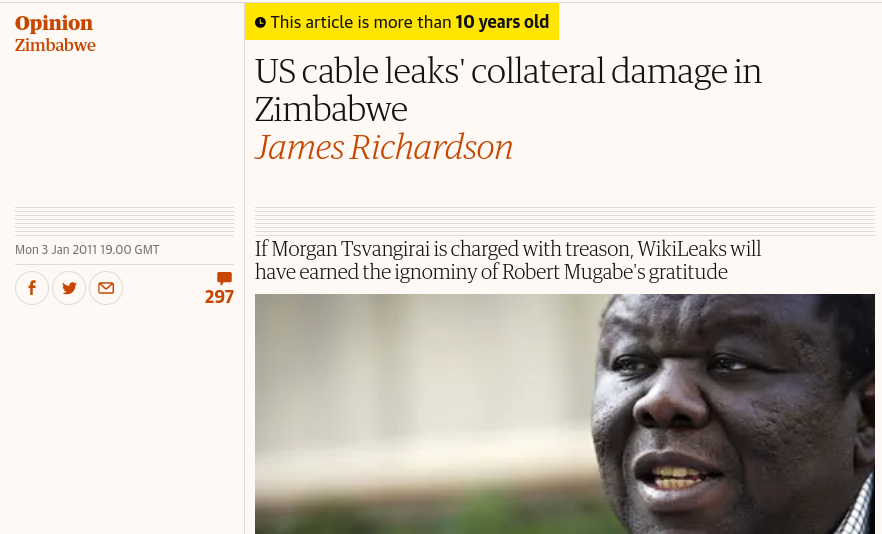 Opinion
Zimbabwe
This article is more than 10 years old
US cable leaks' collateral damage in
Zimbabwe
James Richardson
Mon 3 Jan 2011 19.00 GMT
297
If Morgan Tsvangirai is charged with treason, WikiLeaks will
have earned the ignominy of Robert Mugabe's gratitude